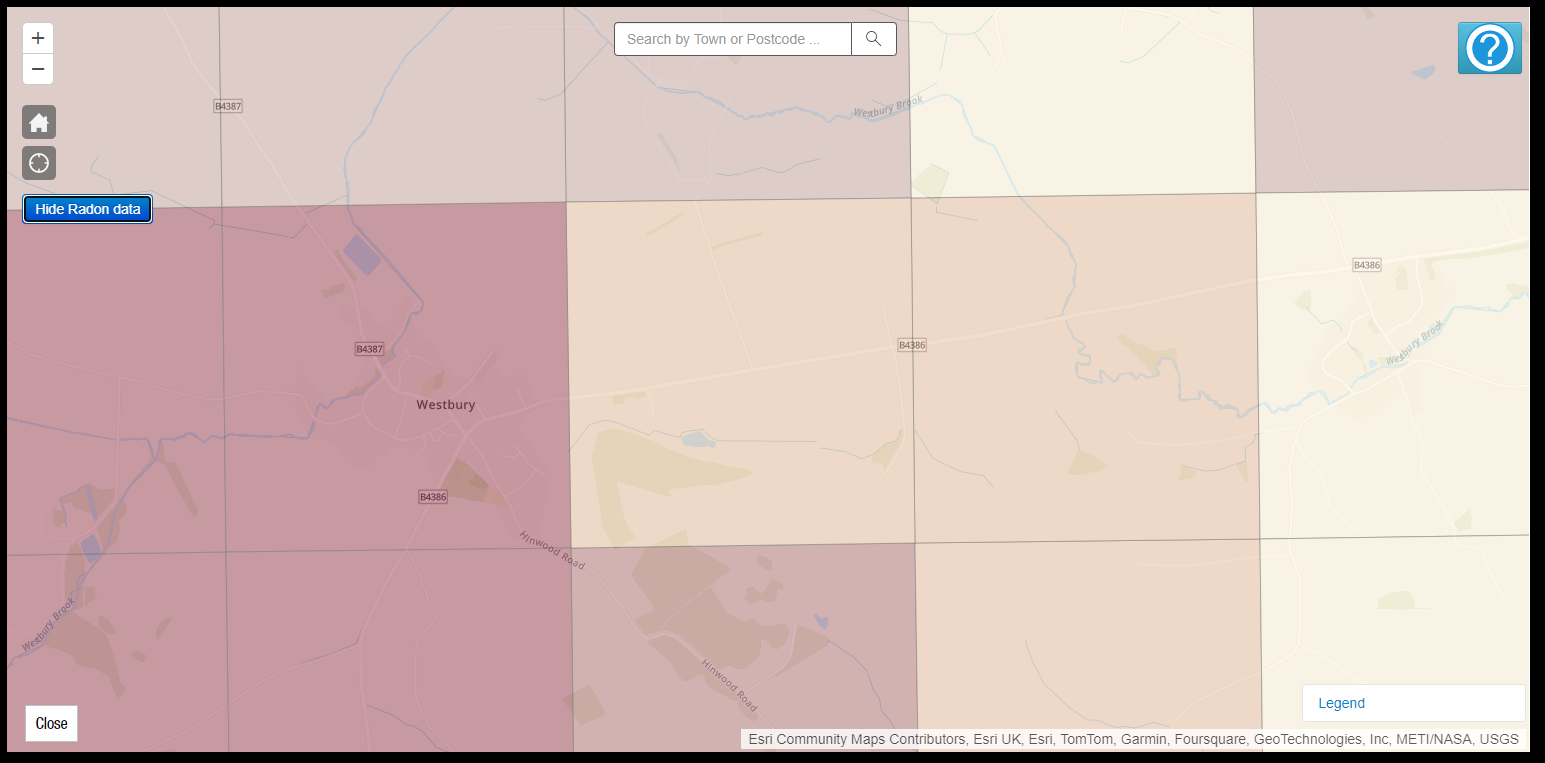 +
Search by Town or Postcode ...
?
−
B4387
Westbury Brook
Hide Radon data
B4386
B4386
B4387
Westbury Brook
Westbury
B4386
Hinwood Road
Westbury Brook
Hinwood Road
Legend
Close
Esri Community Maps Contributors, Esri UK, Esri, TomTom, Garmin, Foursquare, GeoTechnologies, Inc, METI/NASA, USGS